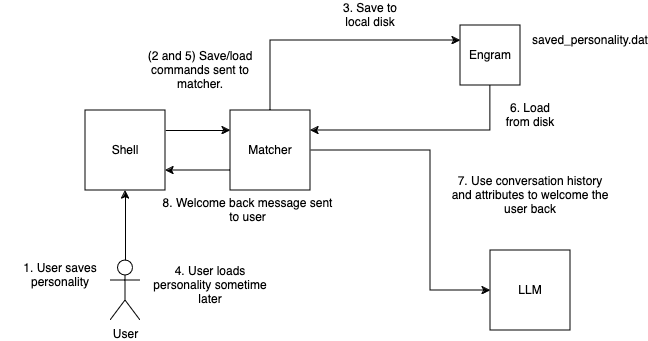 3. Save to
local disk
saved_personality.dat
Engram
(2 and 5) Save/load
commands sent to
matcher.
6. Load
from disk
Shell
Matcher
7. Use conversation history
and attributes to welcome the
user back
8. Welcome back message sent
to user
1. User saves
personality
4. User loads
personality sometime
later
LLM
User